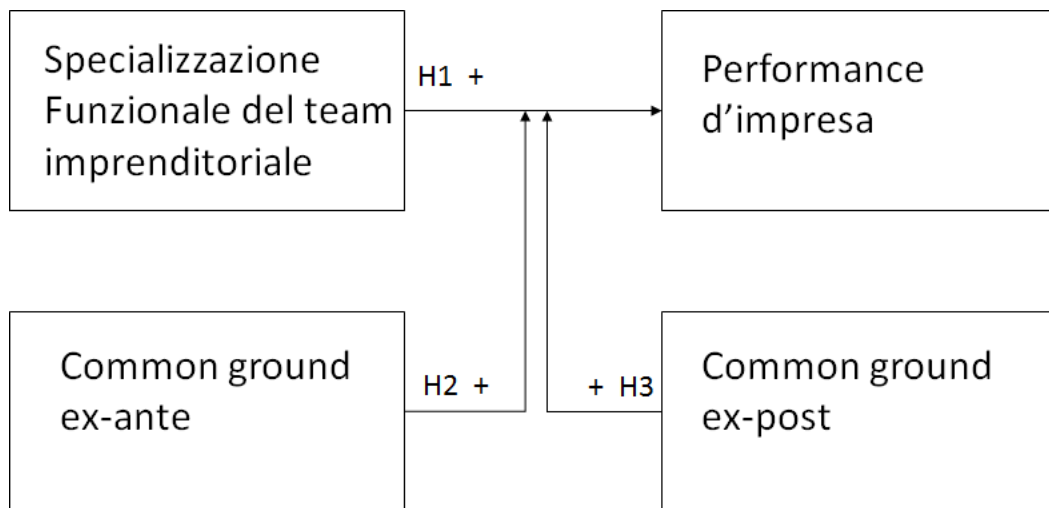 Specializzazione
Funzionale del team
imprenditoriale
H1 +
Performance
d’impresa
Common ground
ex-ante
H2 +
+ H3
Common ground
ex-post